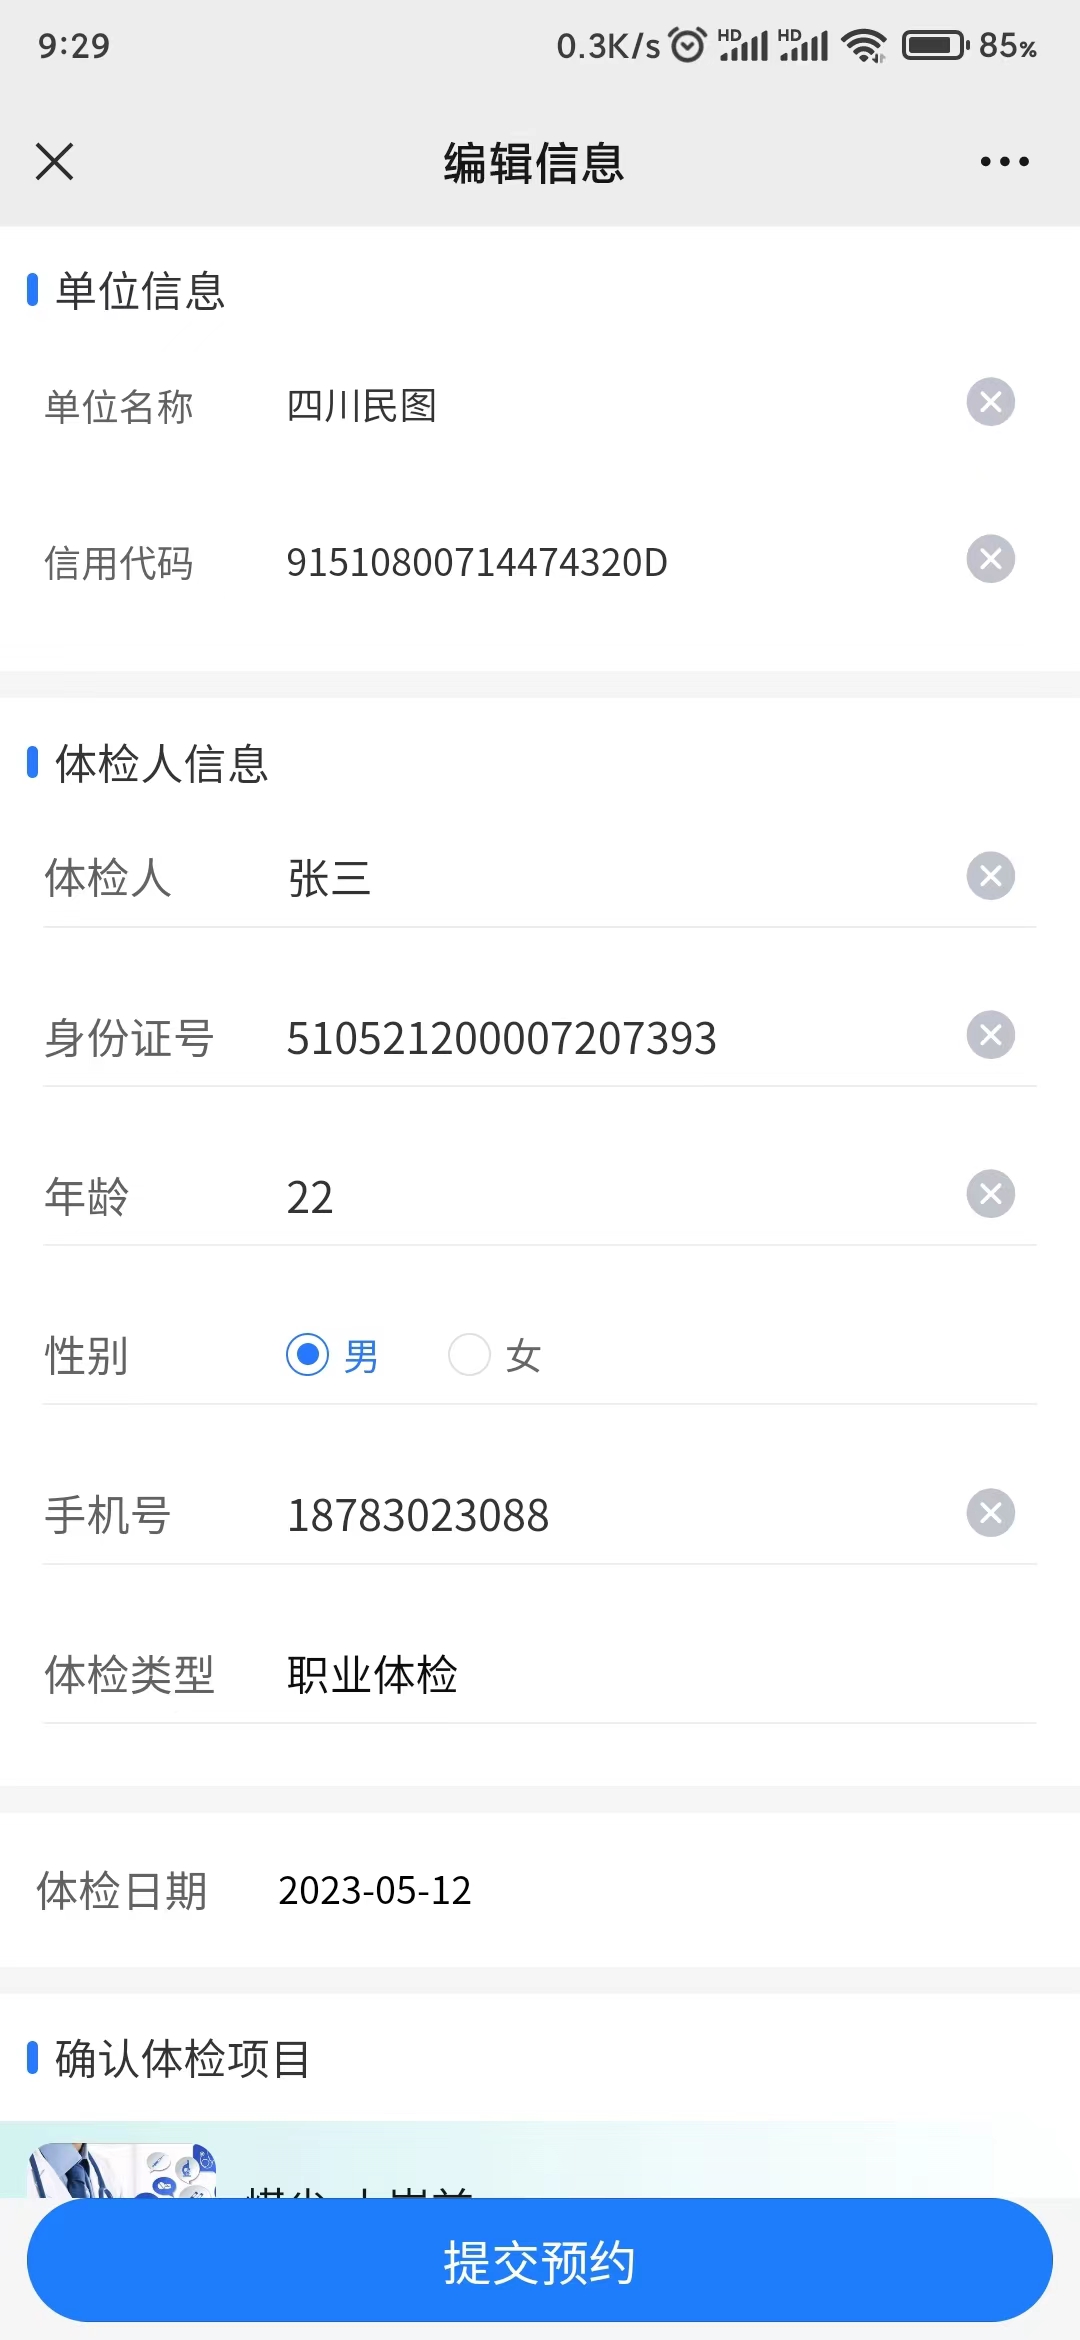 9:29
0.3K/s HD HD 85%
编辑信息
单位信息
单位名称 四川民图
信用代码 91510800714474320D
体检人信息
体检人 张三
身份证号 510521200007207393
年龄 22
性别 男 女
手机号 18783023088
体检类型 职业体检
体检日期 2023-05-12
确认体检项目
提交预约